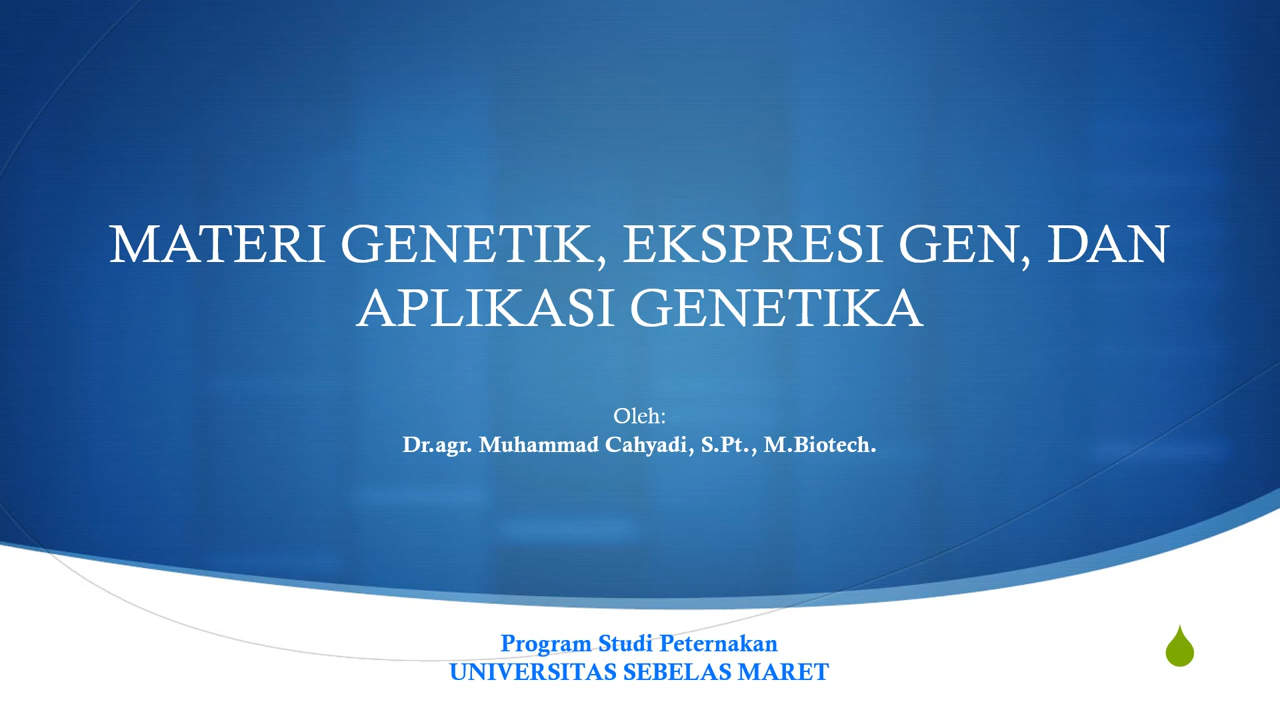 MATERI GENETIK, EKSPRESI GEN, DAN
APLIKASI GENETIKA
Oleh:
Dr.agr. Muhammad Cahyadi, S.Pt., M.Biotech.
Program Studi Peternakan
UNIVERSITAS SEBELAS MARET